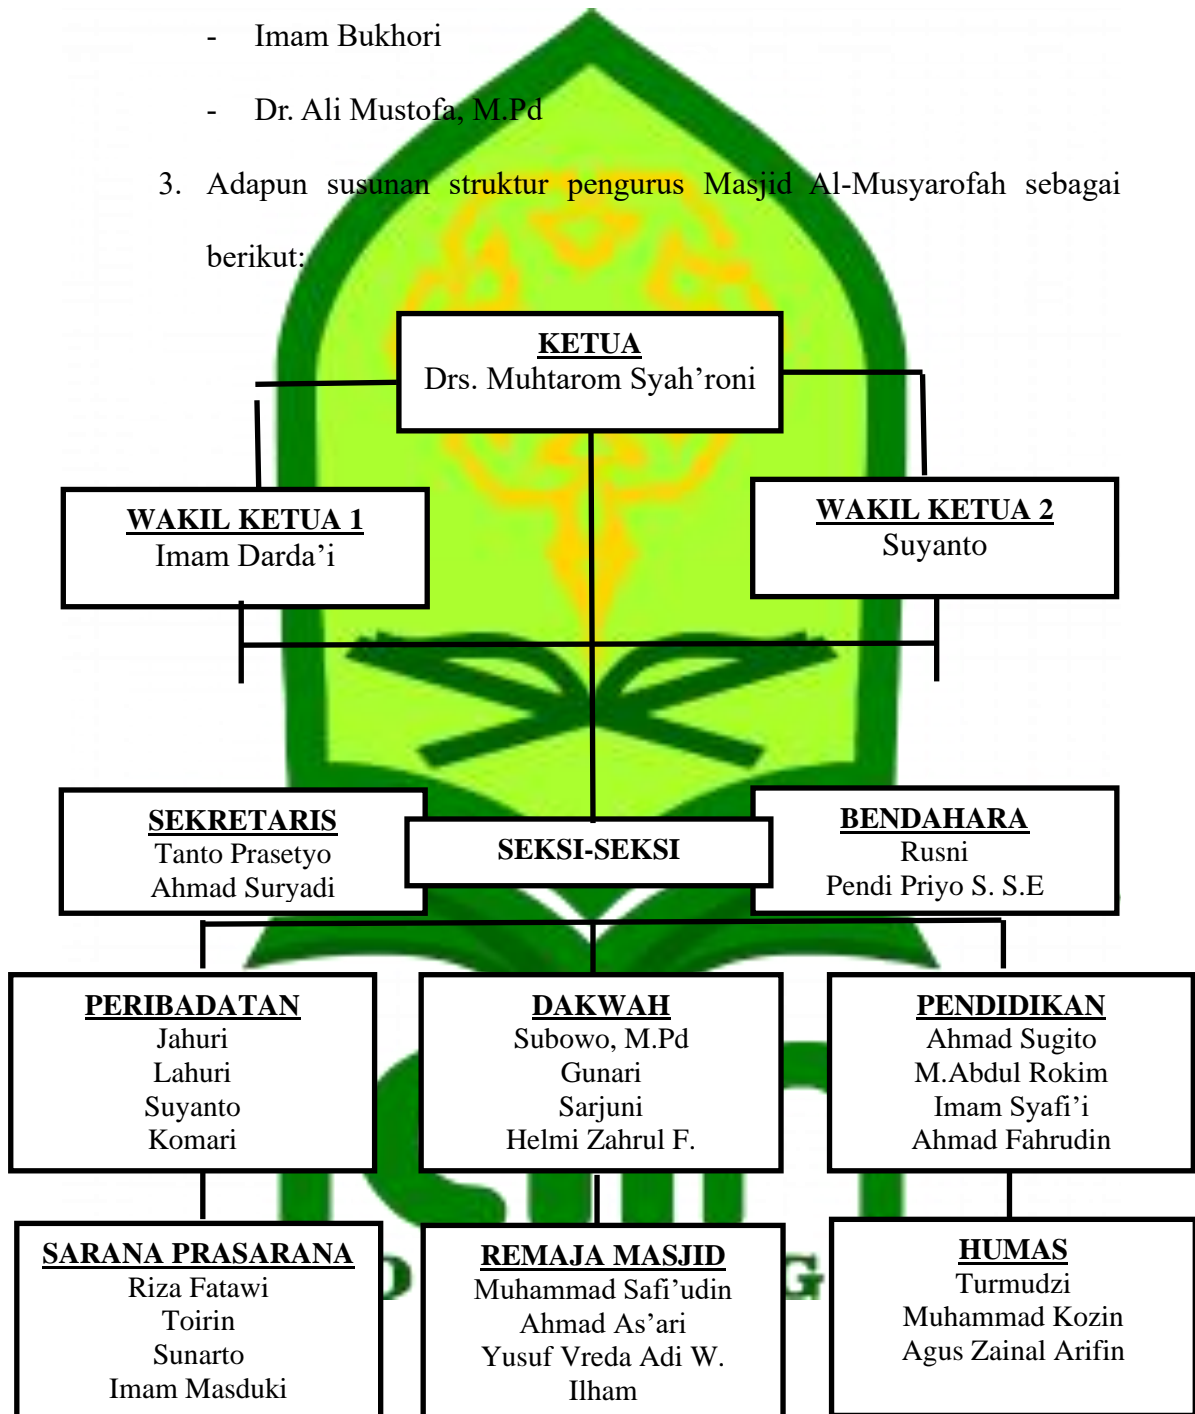 - Imam Bukhori
- Dr. Ali Mustofa, M.Pd
3. Adapun susunan struktur pengurus Masjid Al-Musyarofah sebagai
berikut:
KETUA
Drs. Muhtarom Syah’roni
WAKIL KETUA 1
Imam Darda’i
WAKIL KETUA 2
Suyanto
SEKRETARIS
Tanto Prasetyo
Ahmad Suryadi
SEKSI-SEKSI
BENDAHARA
Rusni
Pendi Priyo S. S.E
PERIBADATAN
Jahuri
Lahuri
Suyanto
Komari
DAKWAH
Subowo, M.Pd
Gunari
Sarjuni
Helmi Zahrul F.
PENDIDIKAN
Ahmad Sugito
M.Abdul Rokim
Imam Syafi’i
Ahmad Fahrudin
SARANA PRASARANA
Riza Fatawi
Toirin
Sunarto
Imam Masduki
REMAJA MASJID
Muhammad Safi’udin
Ahmad As’ari
Yusuf Vreda Adi W.
Ilham
HUMAS
Turmudzi
Muhammad Kozin
Agus Zainal Arifin